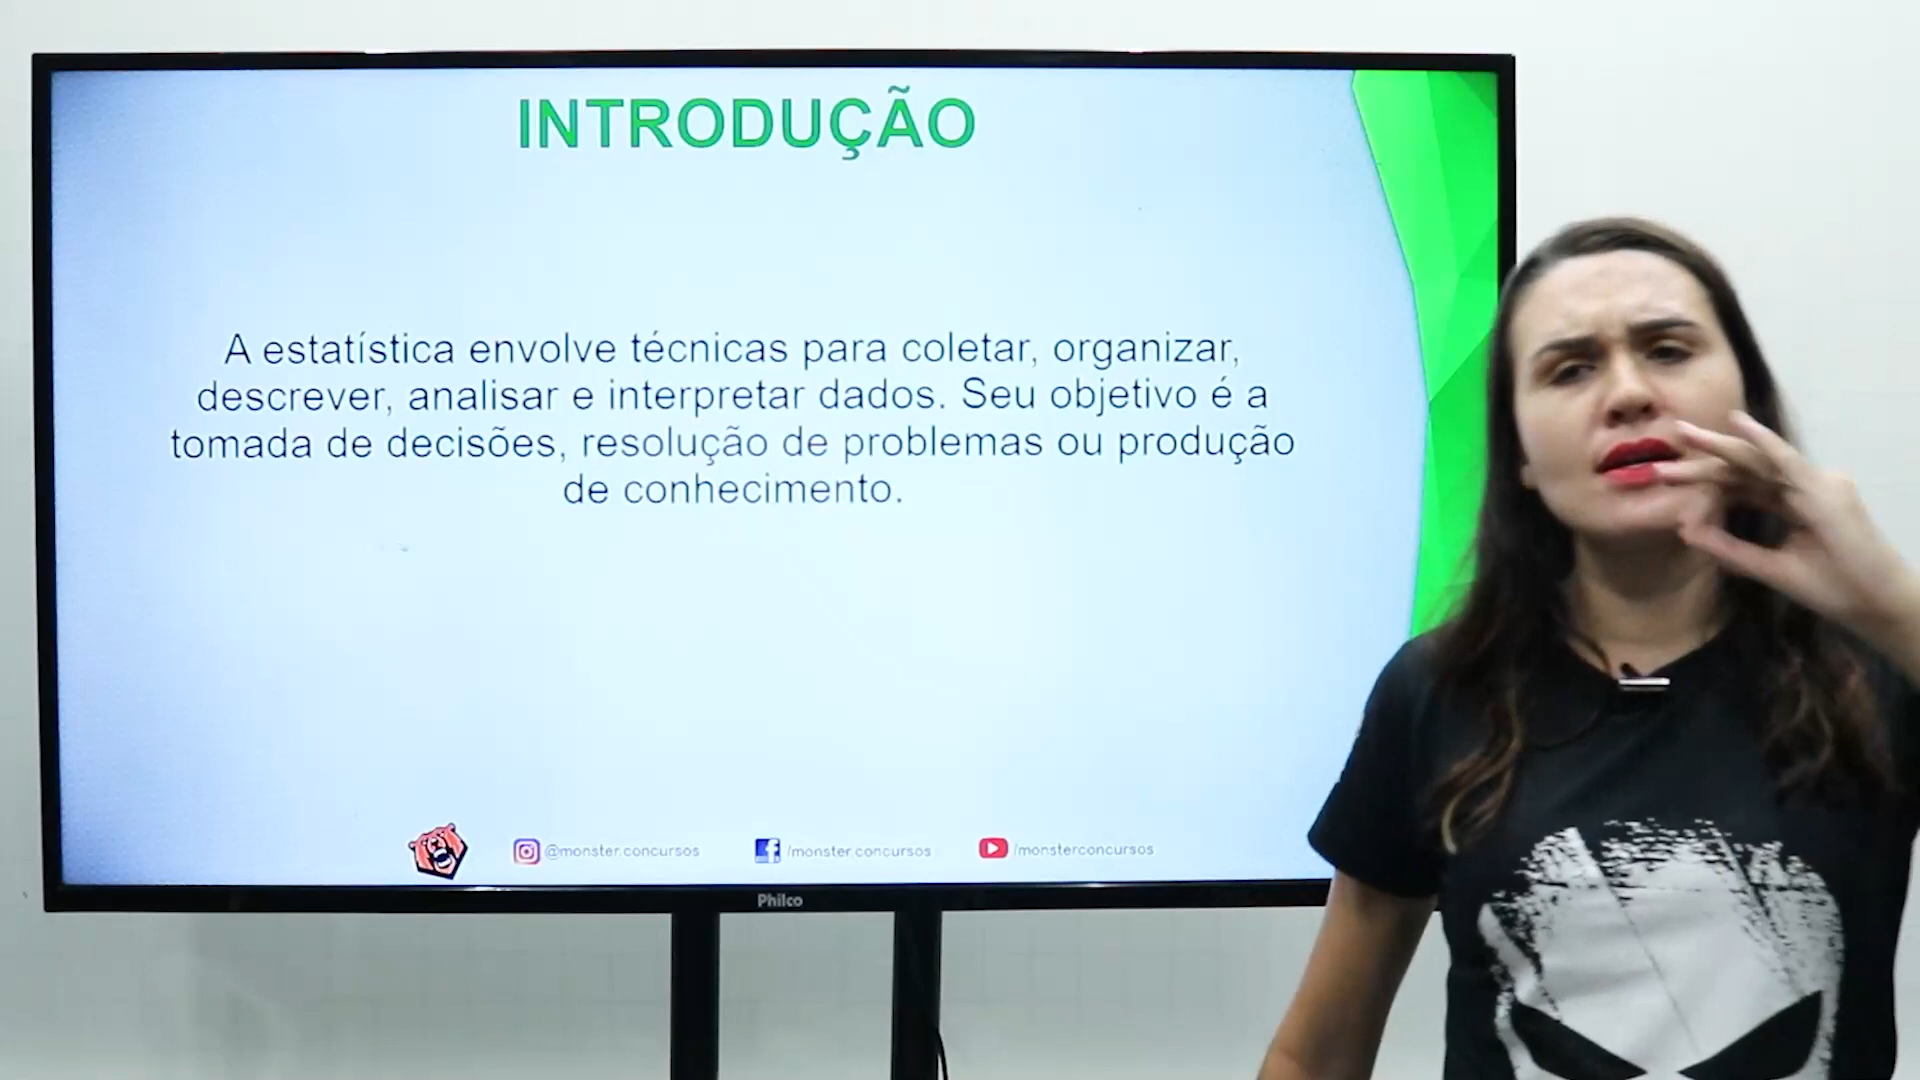 INTRODUÇÃO
A estatística envolve técnicas para coletar, organizar,
descrever, analisar e interpretar dados. Seu objetivo é a
tomada de decisões, resolução de problemas ou produção
de conhecimento.
@monster.concursos
/monster.concursos
/monsterconcursos
Philco